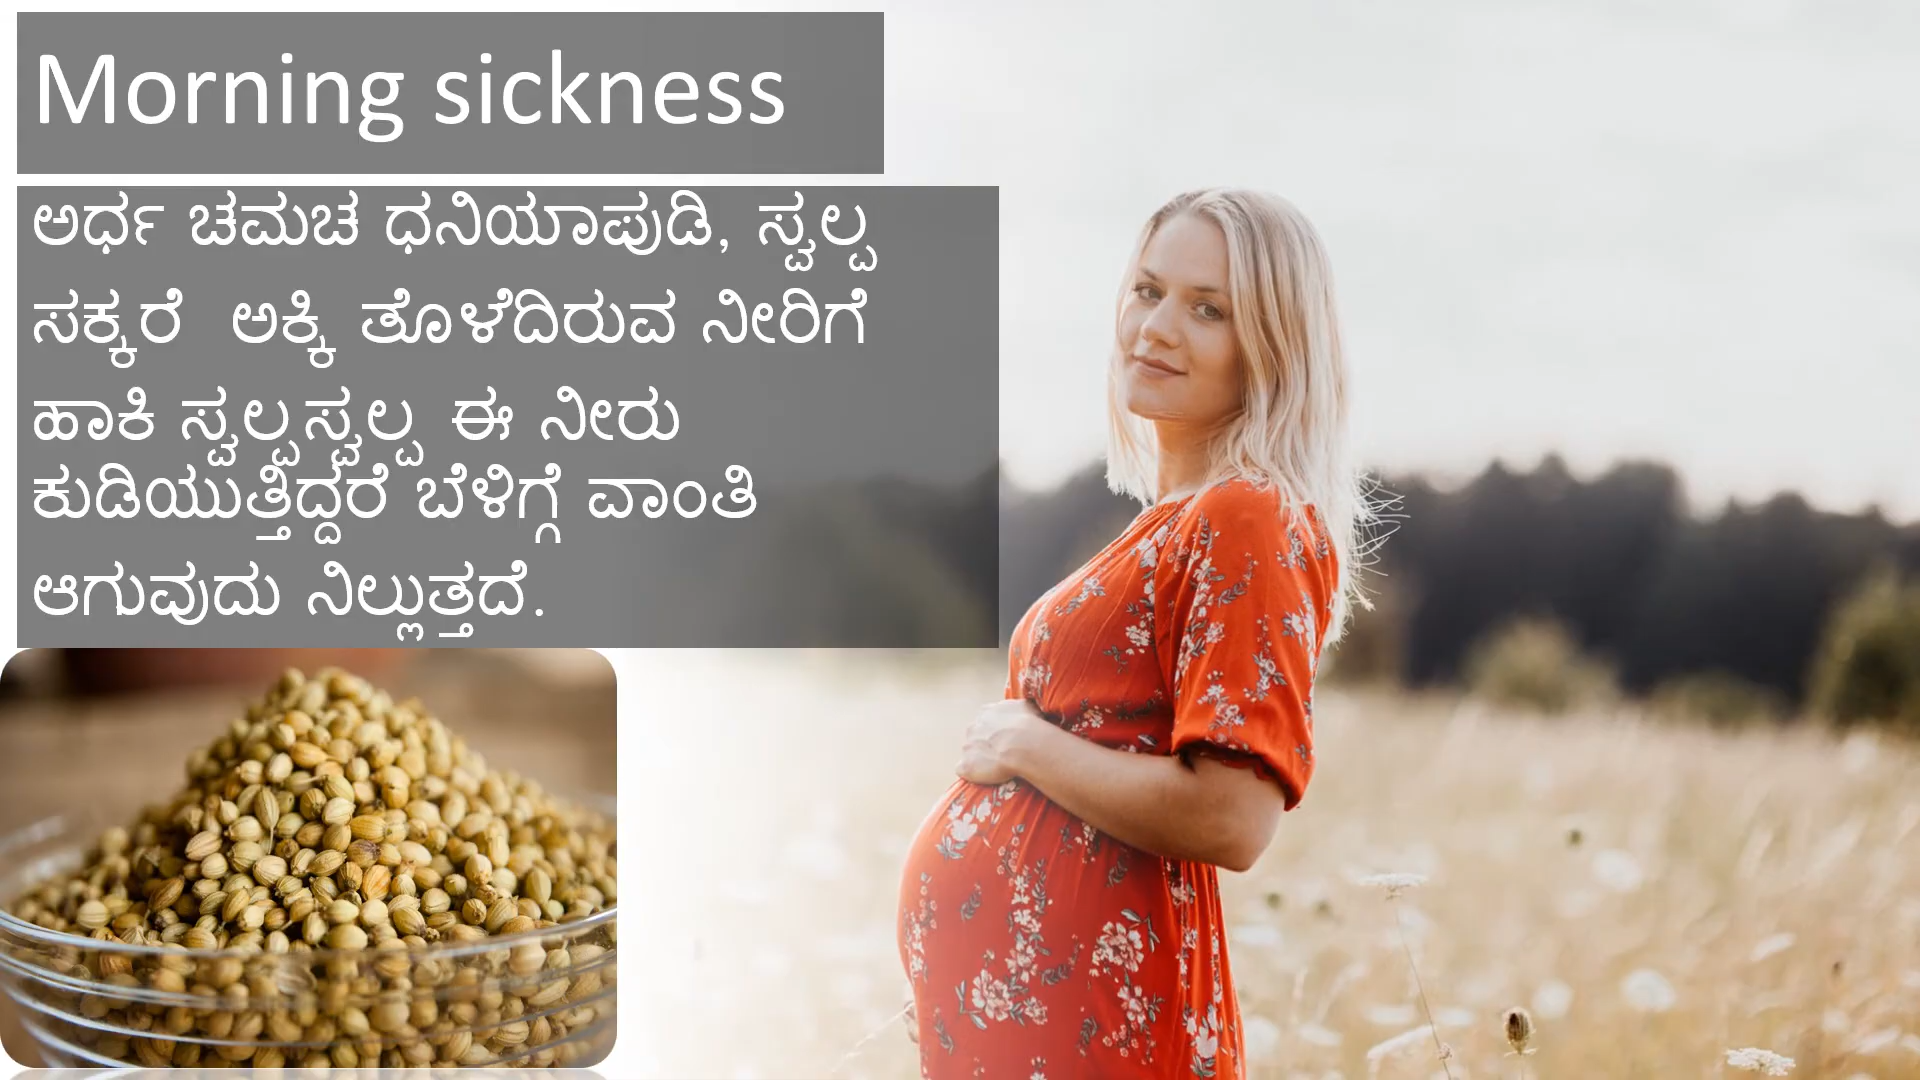 Morning sickness
ಅರ್ಧ ಚಮಚ ಧನಿಯಾಪುಡಿ, ಸ್ವಲ್ಪ
ಸಕ್ಕರೆ ಅಕ್ಕಿ ತೊಳೆದಿರುವ ನೀರಿಗೆ
ಹಾಕಿ ಸ್ವಲ್ಪಸ್ವಲ್ಪ ಈ ನೀರು
ಕುಡಿಯುತ್ತಿದ್ದರೆ ಬೆಳಿಗ್ಗೆ ವಾಂತಿ
ಆಗುವುದು ನಿಲ್ಲುತ್ತದೆ.